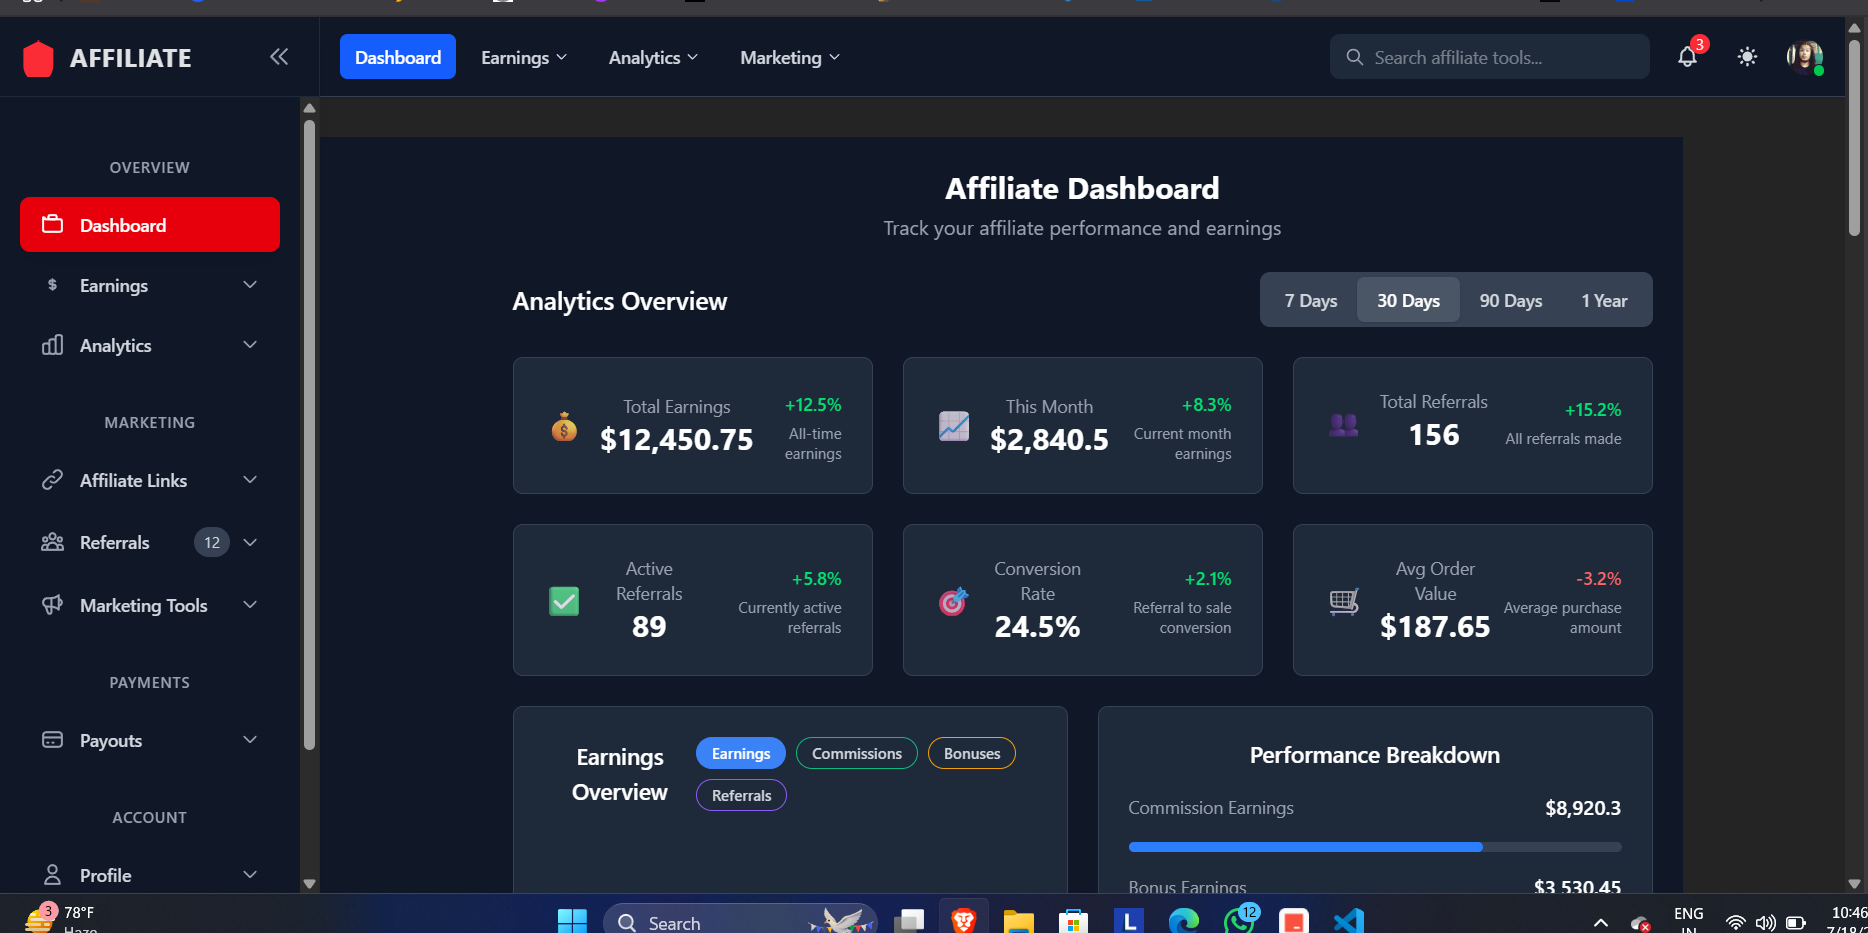 AFFILIATE
Dashboard
Earnings
Analytics
Marketing
Search affiliate tools...
3
OVERVIEW
Dashboard
Earnings
Analytics
MARKETING
Affiliate Links
Referrals
12
Marketing Tools
PAYMENTS
Payouts
ACCOUNT
Profile
Affiliate Dashboard
Track your affiliate performance and earnings
Analytics Overview
7 Days
30 Days
90 Days
1 Year
Total Earnings
$12,450.75
+12.5%
All-time
earnings
This Month
$2,840.5
+8.3%
Current month
earnings
Total Referrals
156
+15.2%
All referrals made
Active
Referrals
89
+5.8%
Currently active
referrals
Conversion
Rate
24.5%
+2.1%
Referral to sale
conversion
Avg Order
Value
$187.65
-3.2%
Average purchase
amount
Earnings
Overview
Earnings
Commissions
Bonuses
Referrals
Performance Breakdown
Commission Earnings
$8,920.3
Bonus Earnings
$3,530.45
3
78°F
Haze
Search
L
12
ENG
IN
10:46
7/18/2